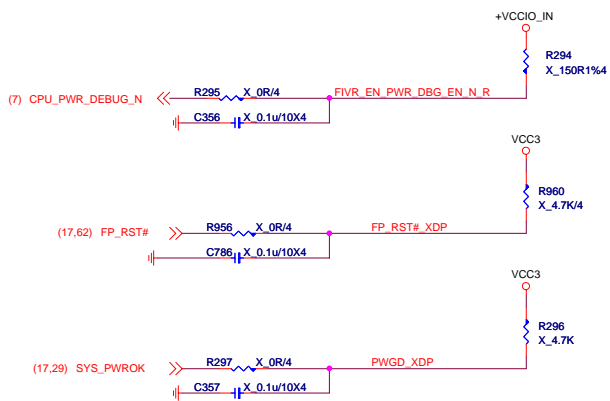 +VCCIO_IN
R294
X_150R1%4
R295 X_0R/4 FIVR_EN_PWR_DBG_EN_N_R
(7) CPU_PWR_DEBUG_N
C356 X_0.1u/10X4
VCC3
R960
X_4.7K/4
R956 X_0R/4 FP_RST#_XDP
(17,62) FP_RST#
C786 X_0.1u/10X4
VCC3
R296
X_4.7K
R297 X_0R/4 PWGD_XDP
(17,29) SYS_PWROK
C357 X_0.1u/10X4